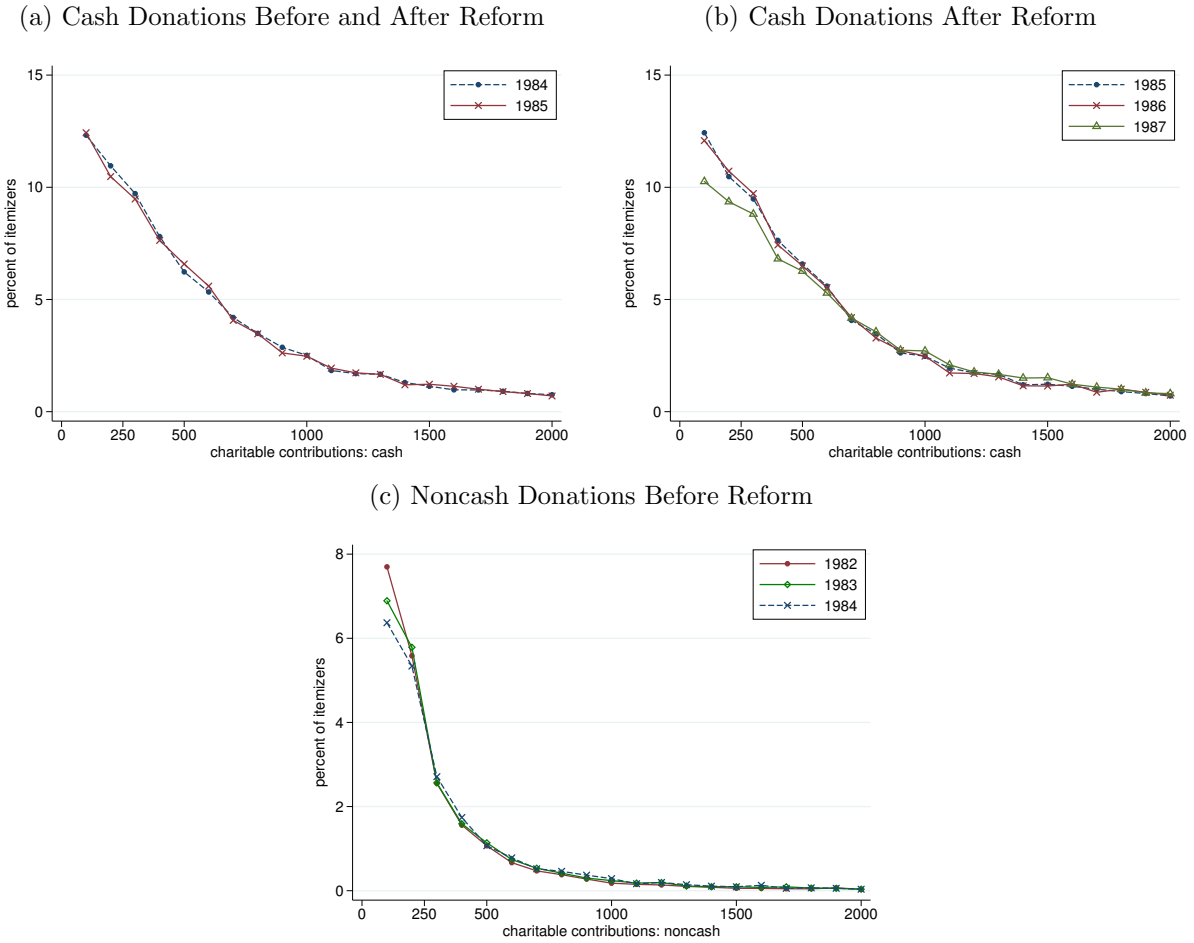 (a) Cash Donations Before and After Reform
15
10
5
0
percent of itemizers
1984
1985
0 250 500 1000 1500 2000
charitable contributions: cash
(b) Cash Donations After Reform
15
10
5
0
percent of itemizers
1985
1986
1987
0 250 500 1000 1500 2000
charitable contributions: cash
(c) Noncash Donations Before Reform
8
6
4
2
0
percent of itemizers
1982
1983
1984
0 250 500 1000 1500 2000
charitable contributions: noncash